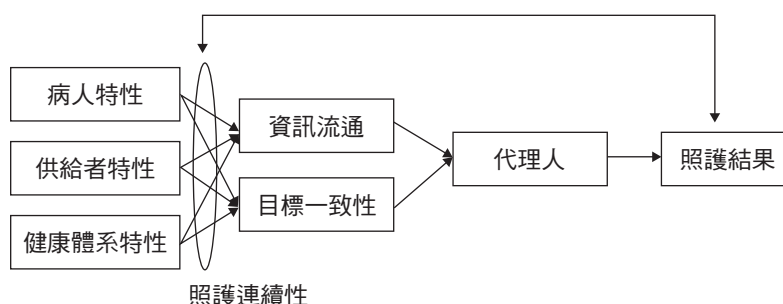 病人特性
供給者特性
健康體系特性
資訊流通
目標一致性
代理人
照護結果
照護連續性